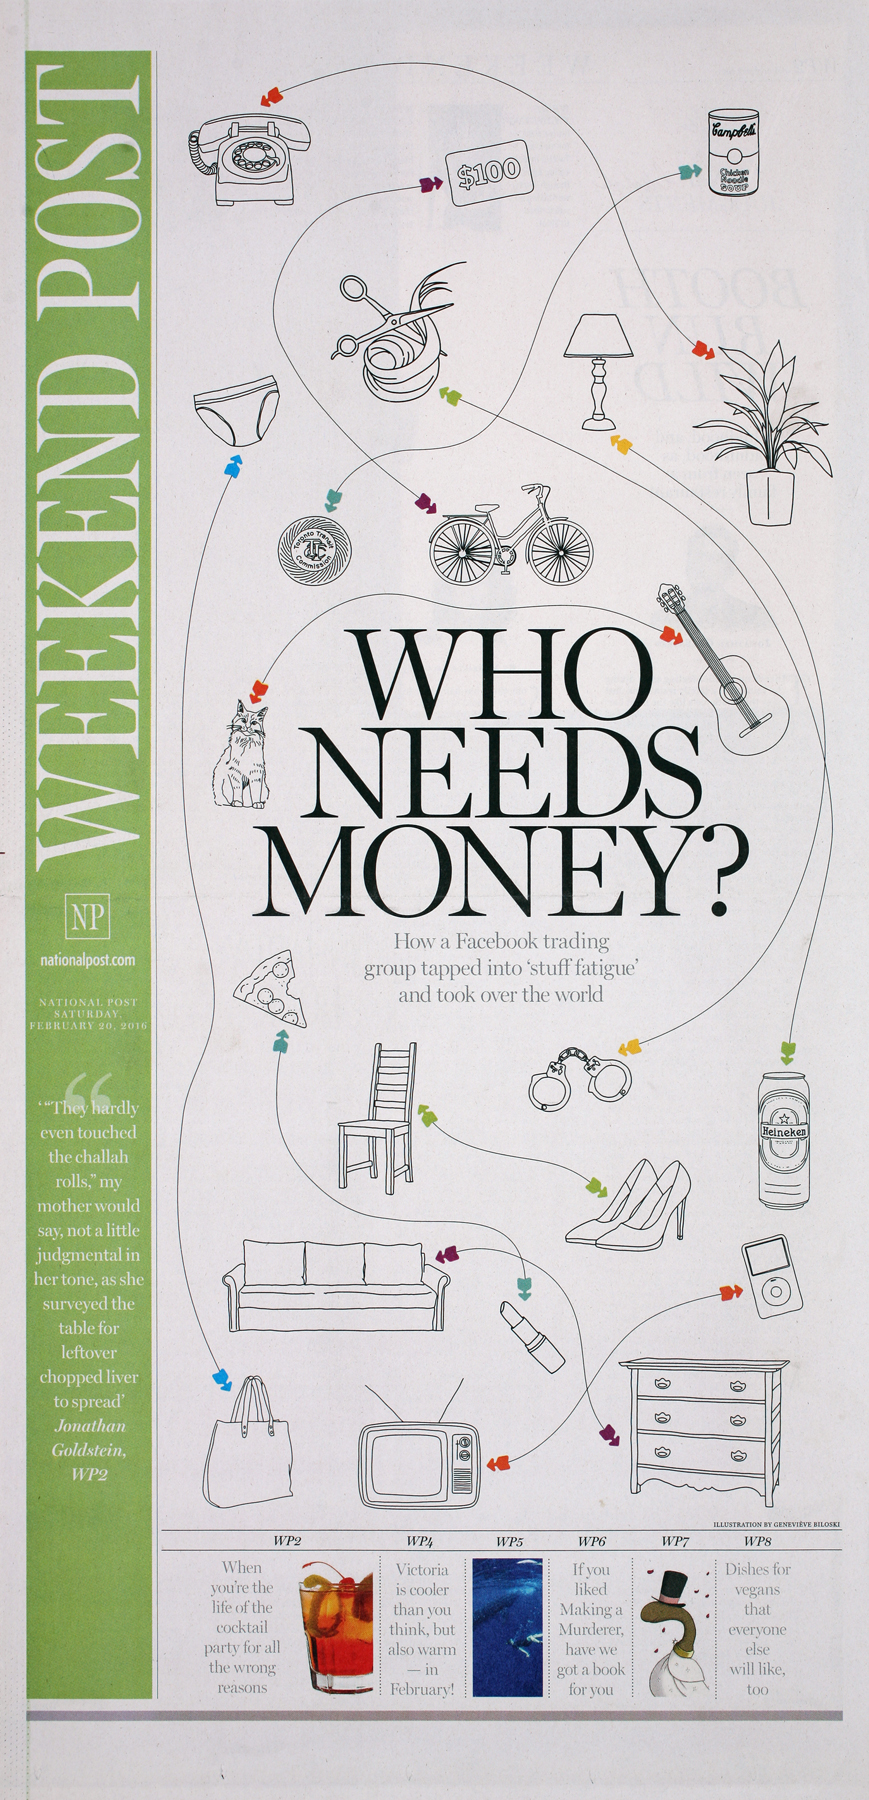 WEEKEND POST
NP
nationalpost.com
NATIONAL POST
SATURDAY,
FEBRUARY 20, 2016
“
‘“They hardly
even touched
the challah
rolls,” my
mother would
say, not a little
judgmental in
her tone, as she
surveyed the
table for
leftover
chopped liver
to spread’
Jonathan
Goldstein,
WP2
$100
Campbell's
Chicken
Noodle
SOUP
Toronto Transit
Commission
TTC
WHO
NEEDS
MONEY?
How a Facebook trading
group tapped into ‘stuff fatigue’
and took over the world
Heineken
ILLUSTRATION BY GENEVIÈVE BILOSKI
WP2
When
you’re the
life of the
cocktail
party for all
the wrong
reasons
WP4
Victoria
is cooler
than you
think, but
also warm
— in
February!
WP5
WP6
If you
liked
Making a
Murderer,
have we
got a book
for you
WP7
WP8
Dishes for
vegans
that
everyone
else
will like,
too